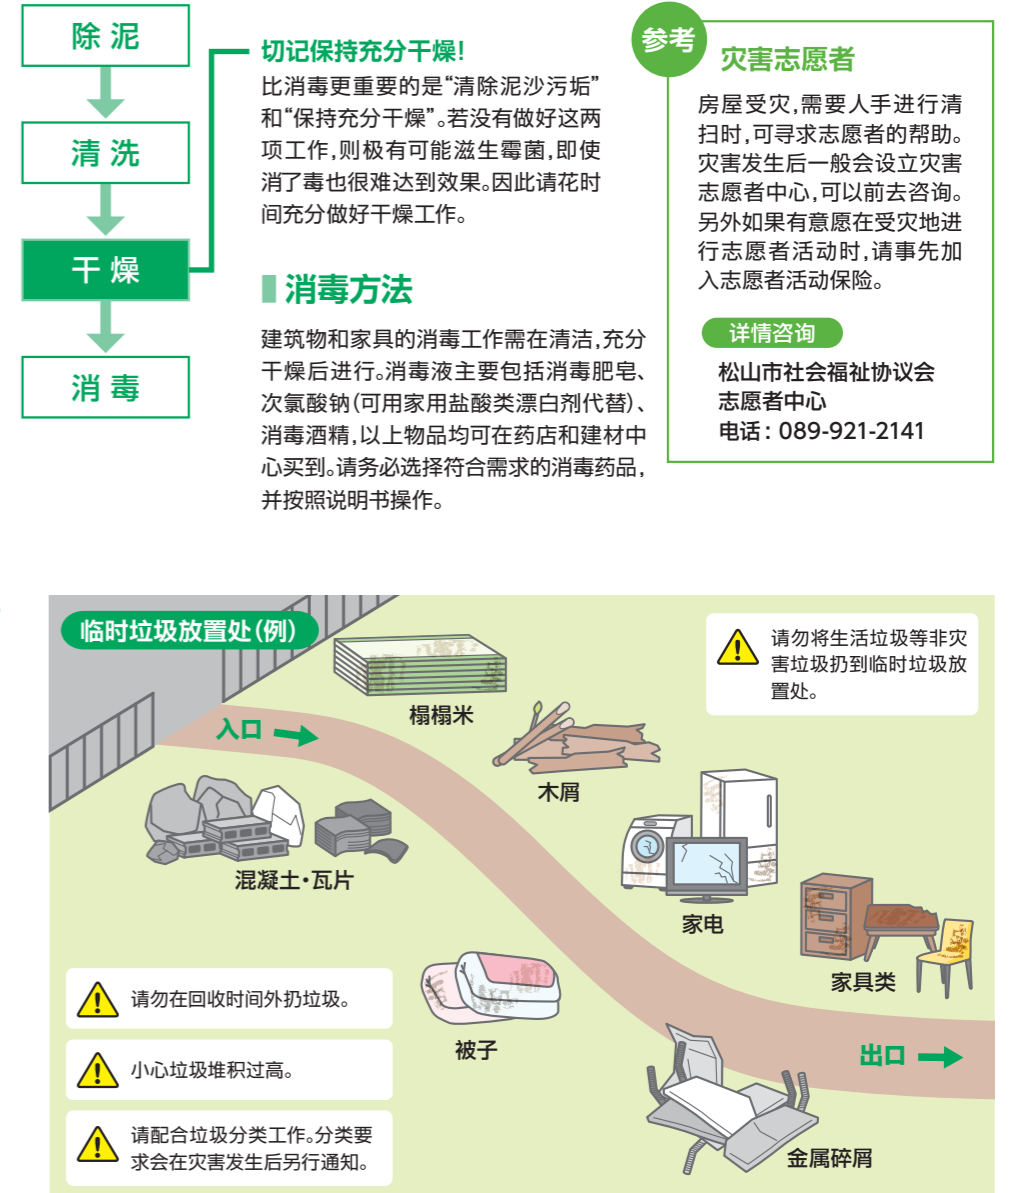 除泥
清洗
干燥
消毒
切记保持充分干燥!
比消毒更重要的是“清除泥沙污垢”
和“保持充分干燥”。若没有做好这两
项工作,则极有可能滋生霉菌,即使
消了毒也很难达到效果。因此请花时
间充分做好干燥工作。
消毒方法
建筑物和家具的消毒工作需在清洁,充分
干燥后进行。消毒液主要包括消毒肥皂、
次氯酸钠(可用家用盐酸类漂白剂代替)、
消毒酒精,以上物品均可在药店和建材中
心买到。请务必选择符合需求的消毒药品,
并按照说明书操作。
参考
灾害志愿者
房屋受灾,需要人手进行清
扫时,可寻求志愿者的帮助。
灾害发生后一般会设立灾害
志愿者中心,可以前去咨询。
另外如果有意愿在受灾地进
行志愿者活动时,请事先加
入志愿者活动保险。
详情咨询
松山市社会福祉协议会
志愿者中心
电话: 089-921-2141
临时垃圾放置处(例)
请勿将生活垃圾等非灾
害垃圾扔到临时垃圾放
置处。
入口
榻榻米
木屑
混凝土·瓦片
家电
家具类
被子
出口
金属碎屑
请勿在回收时间外扔垃圾。
小心垃圾堆积过高。
请配合垃圾分类工作。分类要
求会在灾害发生后另行通知。